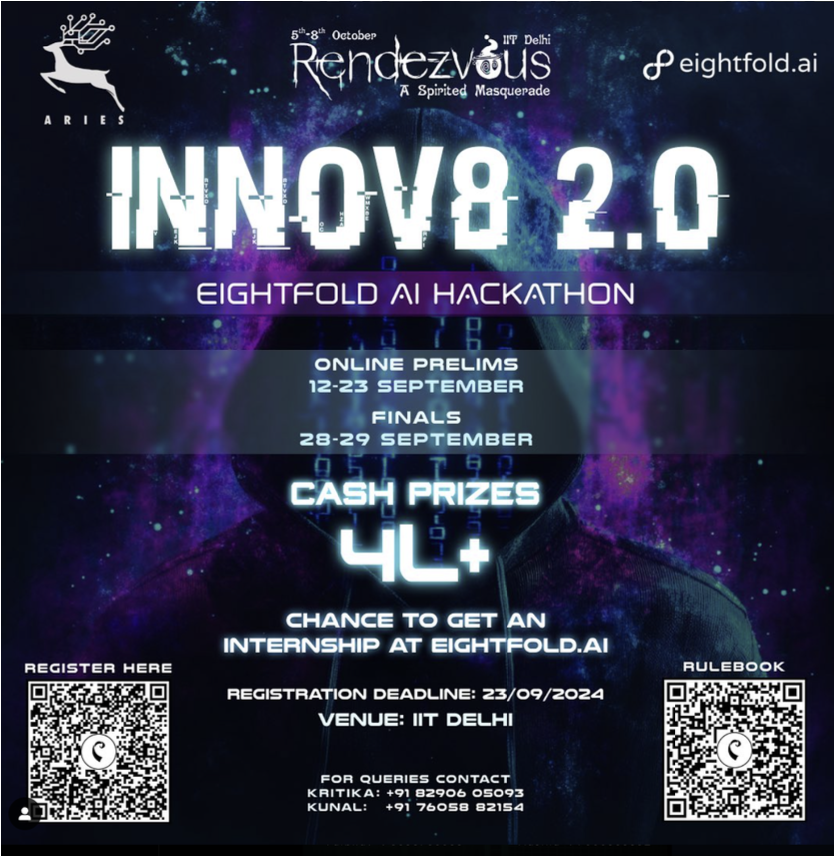 ARIES
5th-8th October
IIT Delhi
Rendezvous
A Spirited Masquerade
eightfold.ai
INNOV8 2.0
EIGHTFOLD AI HACKATHON
ONLINE PRELIMS
12-23 SEPTEMBER
FINALS
28-29 SEPTEMBER
CASH PRIZES
4L+
CHANCE TO GET AN
INTERNSHIP AT EIGHTFOLD.AI
REGISTER HERE
RULEBOOK
REGISTRATION DEADLINE: 23/09/2024
VENUE: IIT DELHI
FOR QUERIES CONTACT
KRITIKA: +91 82906 05093
KUNAL: +91 76058 82154